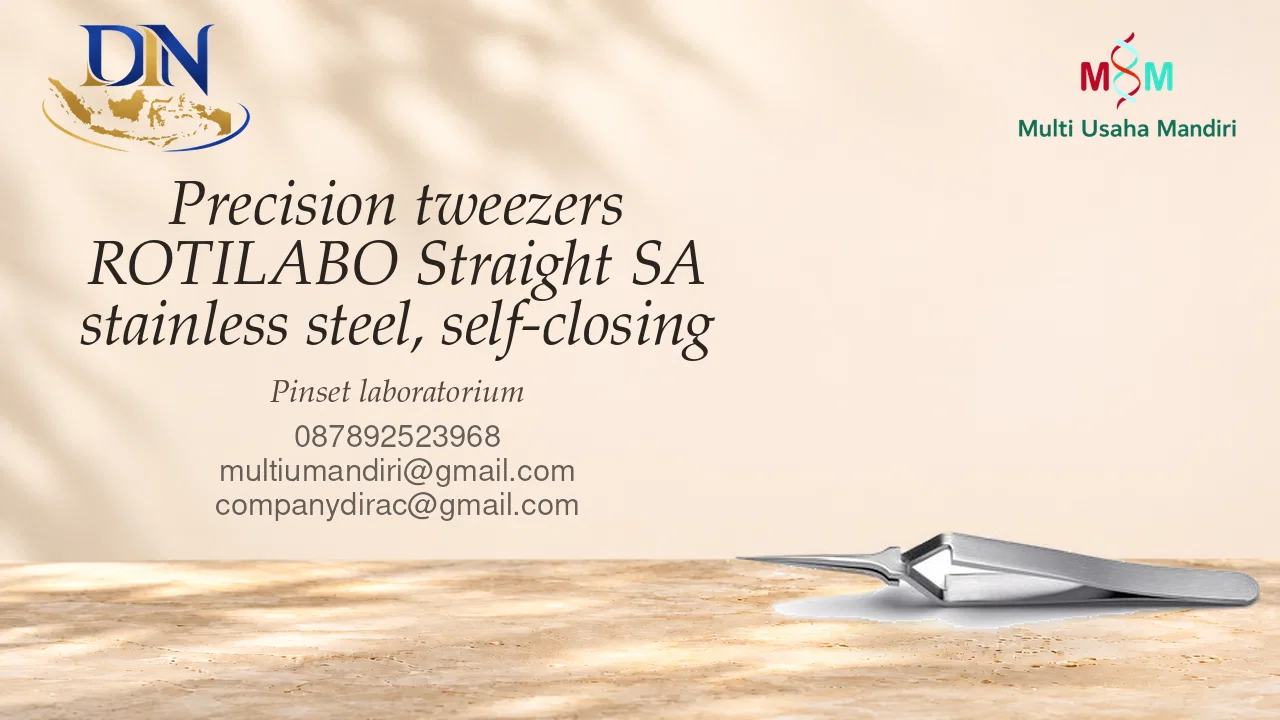 DIN
MSM
Multi Usaha Mandiri
Precision tweezers
ROTILABO Straight SA
stainless steel, self-closing
Pinset laboratorium
087892523968
multiumandiri@gmail.com
companydirac@gmail.com